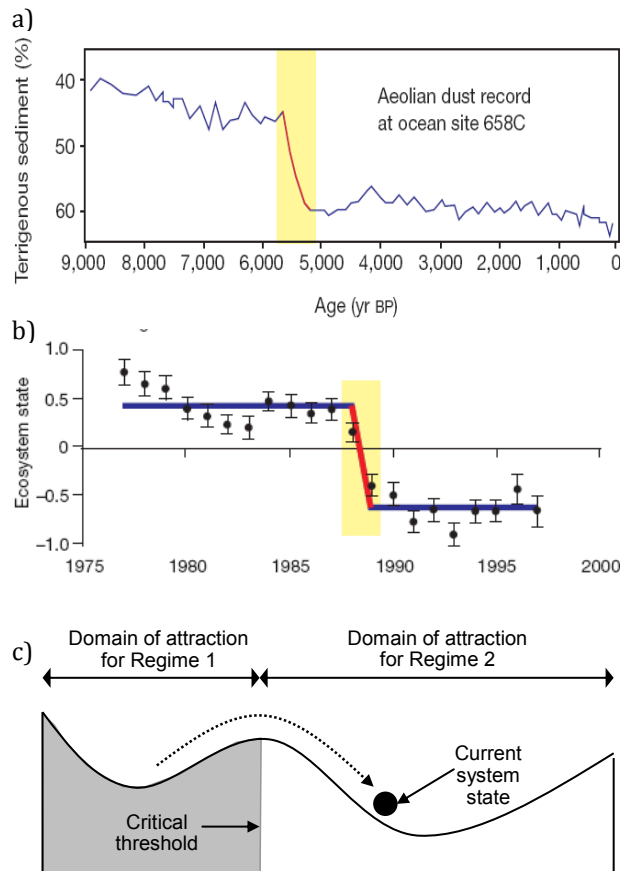 a)
Terrigenous sediment (%)
40
50
60
Aeolian dust record
at ocean site 658C
9,000 8,000 7,000 6,000 5,000 4,000 3,000 2,000 1,000 0
Age (yr BP)
b)
Ecosystem state
1.0
0.5
0
–0.5
–1.0
1975 1980 1985 1990 1995 2000
c)
Domain of attraction
for Regime 1
Domain of attraction
for Regime 2
Current
system
state
Critical
threshold